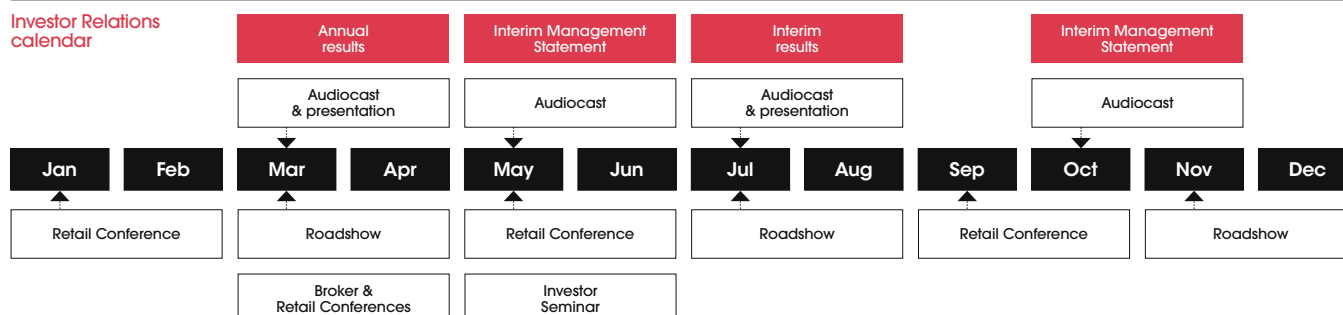 Investor Relations
calendar
Annual
results
Interim Management
Statement
Interim
results
Interim Management
Statement
Audiocast
& presentation
Audiocast
Audiocast
& presentation
Audiocast
Jan
Feb
Mar
Apr
May
Jun
Jul
Aug
Sep
Oct
Nov
Dec
Retail Conference
Roadshow
Retail Conference
Roadshow
Retail Conference
Roadshow
Broker &
Retail Conferences
Investor
Seminar